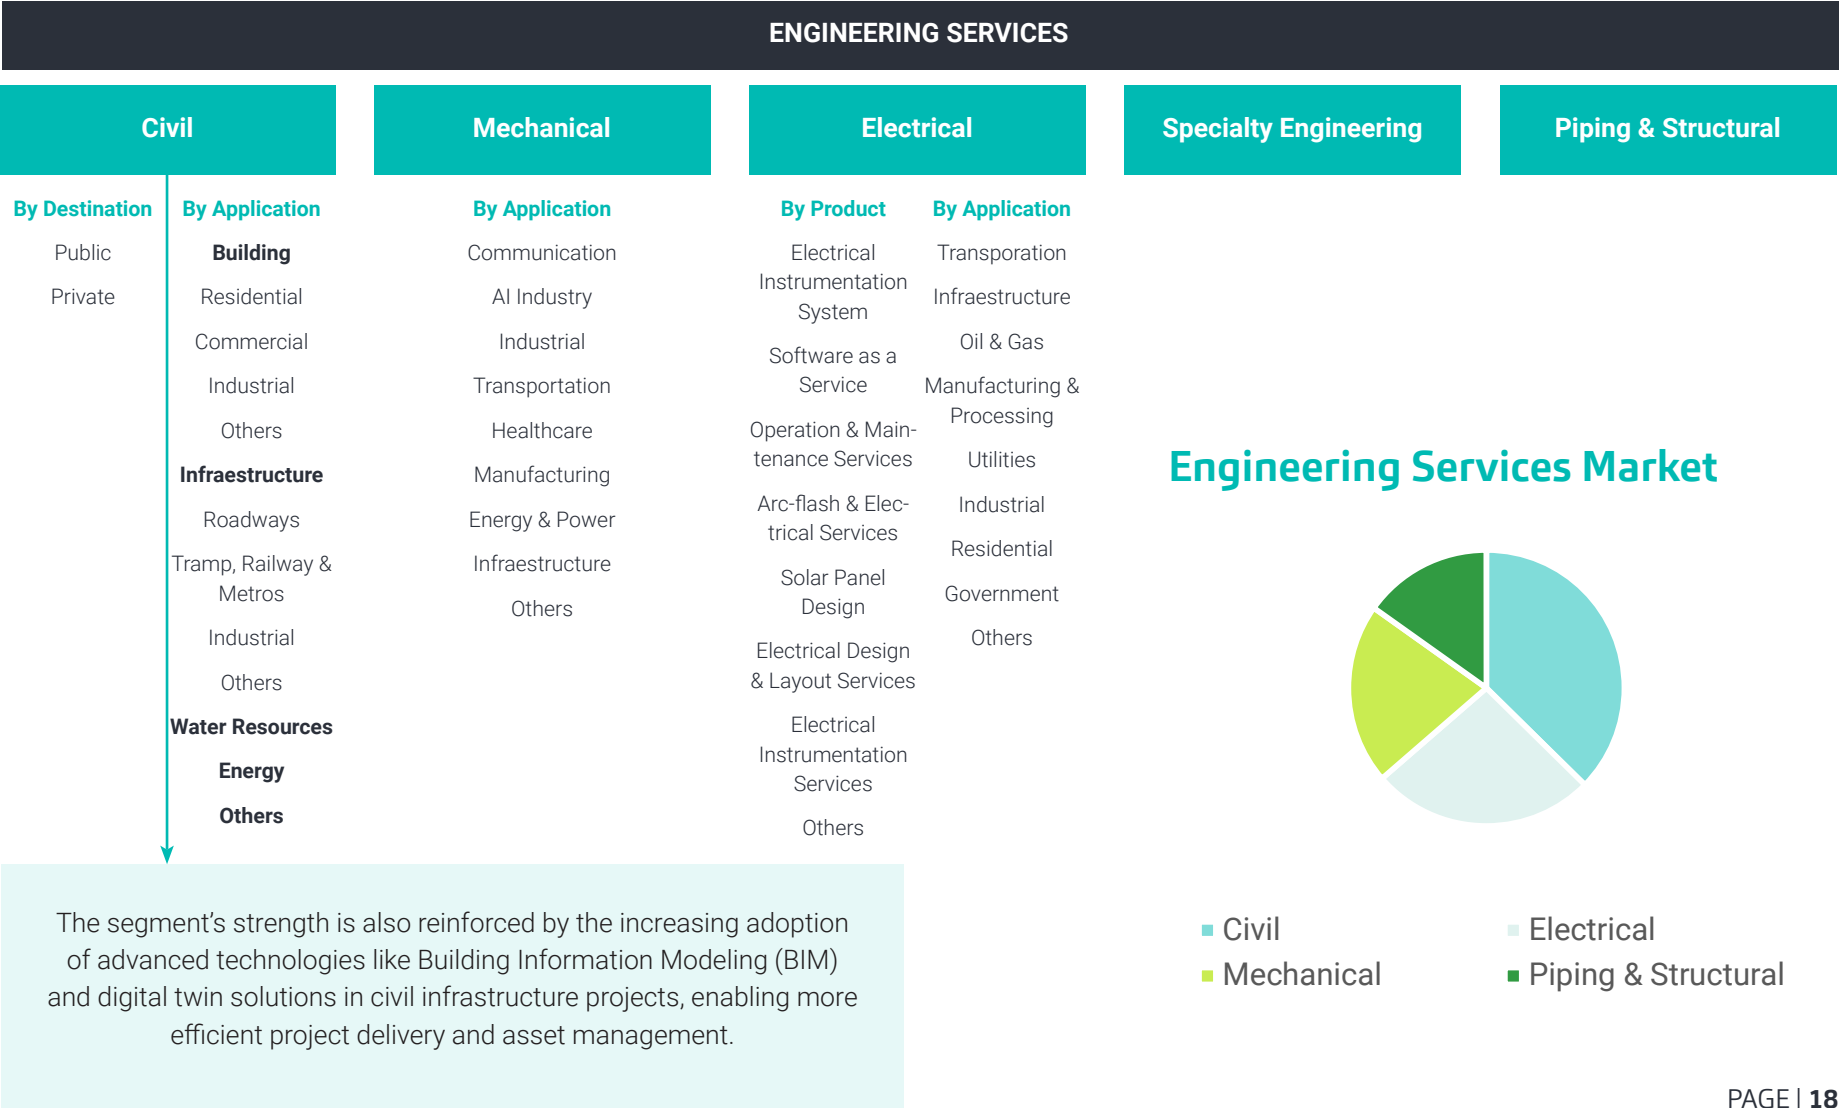 ENGINEERING SERVICES
Civil
By Destination
Public
Private
By Application
Building
Residential
Commercial
Industrial
Others
Infraestructure
Roadways
Tramp, Railway &
Metros
Industrial
Others
Water Resources
Energy
Others
Mechanical
By Application
Communication
AI Industry
Industrial
Transportation
Healthcare
Manufacturing
Energy & Power
Infraestructure
Others
Electrical
By Product
Electrical
Instrumentation
System
Software as a
Service
Operation & Main-
tenance Services
Arc-flash & Elec-
trical Services
Solar Panel
Design
Electrical Design
& Layout Services
Electrical
Instrumentation
Services
Others
By Application
Transporation
Infraestructure
Oil & Gas
Manufacturing &
Processing
Utilities
Industrial
Residential
Government
Others
Specialty Engineering
Piping & Structural
The segment’s strength is also reinforced by the increasing adoption
of advanced technologies like Building Information Modeling (BIM)
and digital twin solutions in civil infrastructure projects, enabling more
efficient project delivery and asset management.
Engineering Services Market
Civil
Electrical
Mechanical
Piping & Structural
PAGE | 18